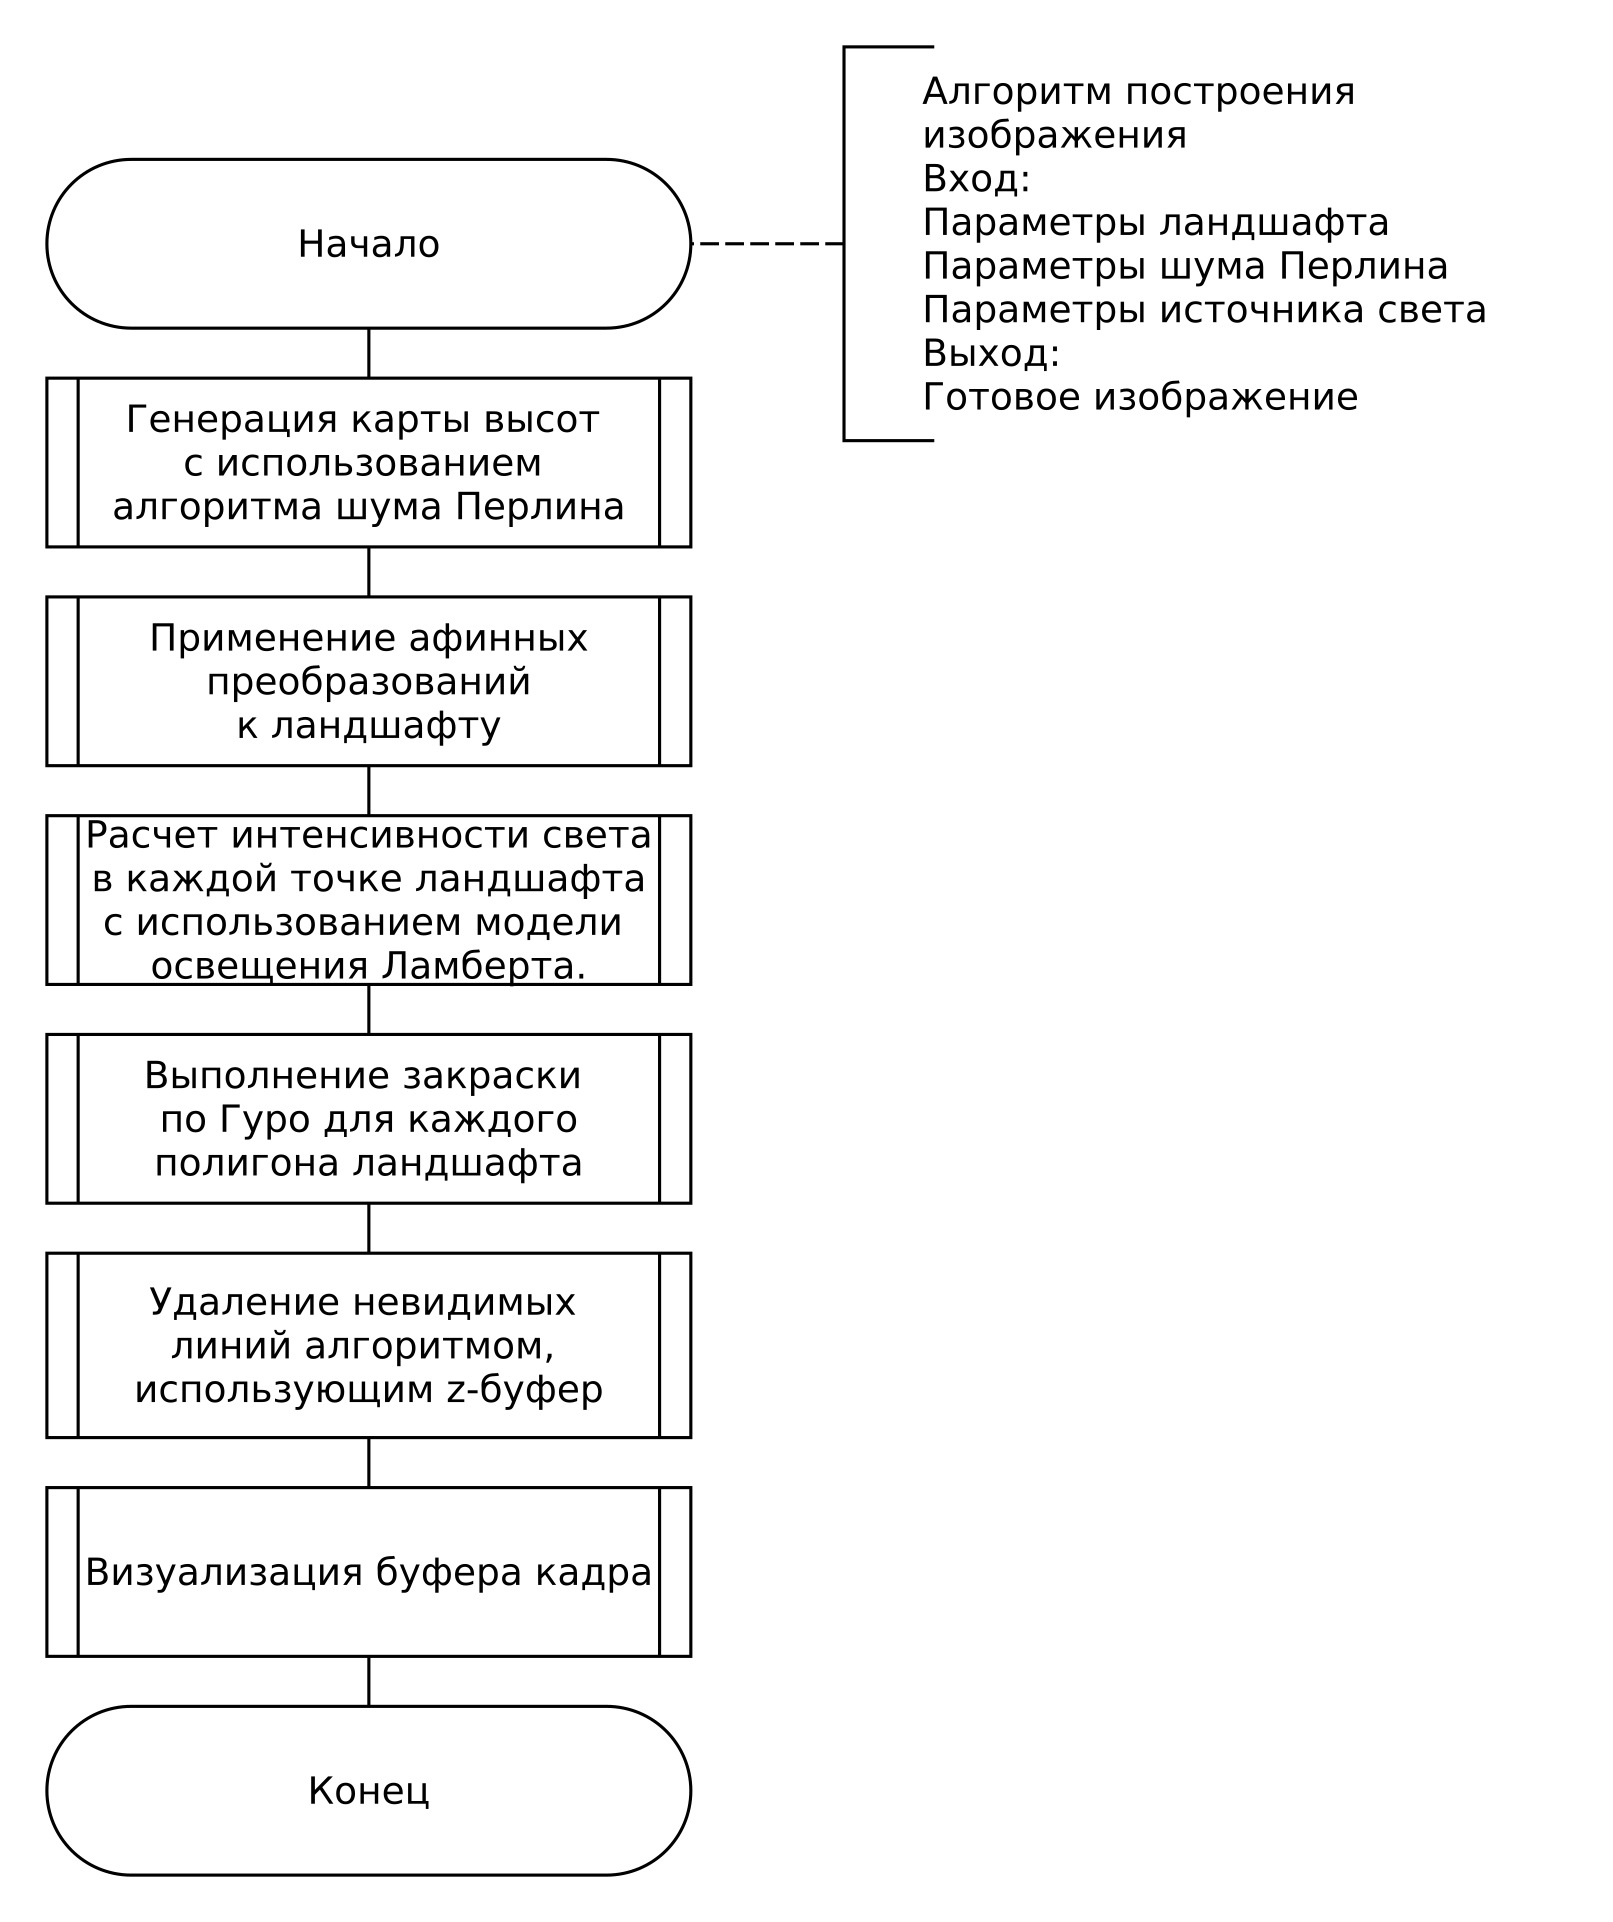 Начало
Алгоритм построения
изображения
Вход:
Параметры ландшафта
Параметры шума Перлина
Параметры источника света
Выход:
Готовое изображение
Генерация карты высот
с использованием
алгоритма шума Перлина
Применение афинных
преобразований
к ландшафту
Расчет интенсивности света
в каждой точке ландшафта
с использованием модели
освещения Ламберта.
Выполнение закраски
по Гуро для каждого
полигона ландшафта
Удаление невидимых
линий алгоритмом,
использующим z-буфер
Визуализация буфера кадра
Конец